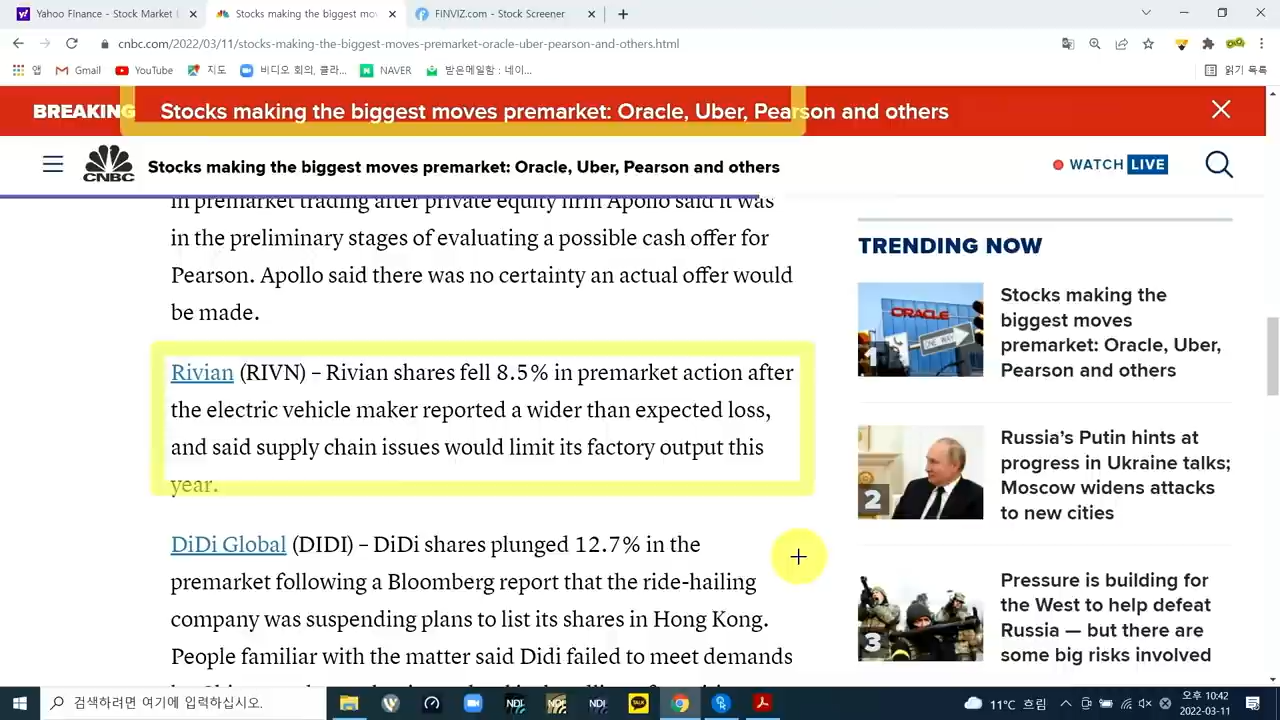 Yahoo Finance - Stock Market (
Stocks making the biggest mov
FINVIZ.com - Stock Screener
cnbc.com/2022/03/11/stocks-making-the-biggest-moves-premarket-oracle-uber-pearson-and-others.html
앱
Gmail
YouTube
지도
비디오 회의, 클라...
NAVER
받은메일함 : 네이...
읽기 목록
BREAKING
Stocks making the biggest moves premarket: Oracle, Uber, Pearson and others
CNBC
Stocks making the biggest moves premarket: Oracle, Uber, Pearson and others
WATCH LIVE
in premarket trading after private equity firm Apollo said it was
in the preliminary stages of evaluating a possible cash offer for
Pearson. Apollo said there was no certainty an actual offer would
be made.
Rivian (RIVN) – Rivian shares fell 8.5% in premarket action after
the electric vehicle maker reported a wider than expected loss,
and said supply chain issues would limit its factory output this
year.
DiDi Global (DIDI) – DiDi shares plunged 12.7% in the
premarket following a Bloomberg report that the ride-hailing
company was suspending plans to list its shares in Hong Kong.
People familiar with the matter said Didi failed to meet demands
TRENDING NOW
ORACLE
ONE WAY
1
Stocks making the
biggest moves
premarket: Oracle, Uber,
Pearson and others
2
Russia's Putin hints at
progress in Ukraine talks;
Moscow widens attacks
to new cities
3
Pressure is building for
the West to help defeat
Russia — but there are
some big risks involved
검색하려면 여기에 입력하십시오.
TALK
11°C 흐림
오후 10:42
2022-03-11